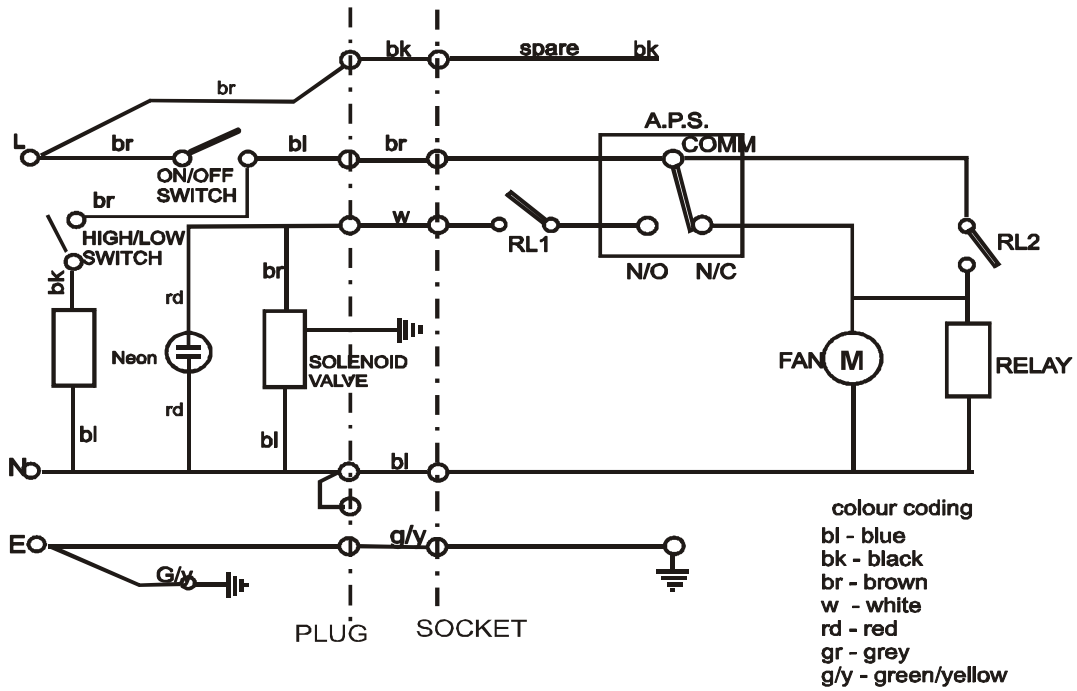 bk spare bk
br
L br bl br A.P.S.
COMM
ON/OFF
SWITCH
br
HIGH/LOW
SWITCH
w
RL1
RL2
N/O N/C
bk
br
rd
Neon
SOLENOID
VALVE
FAN M
RELAY
rd
bl
bl
N bl
E g/y
G/y
PLUG SOCKET
colour coding
bl - blue
bk - black
br - brown
w - white
rd - red
gr - grey
g/y - green/yellow